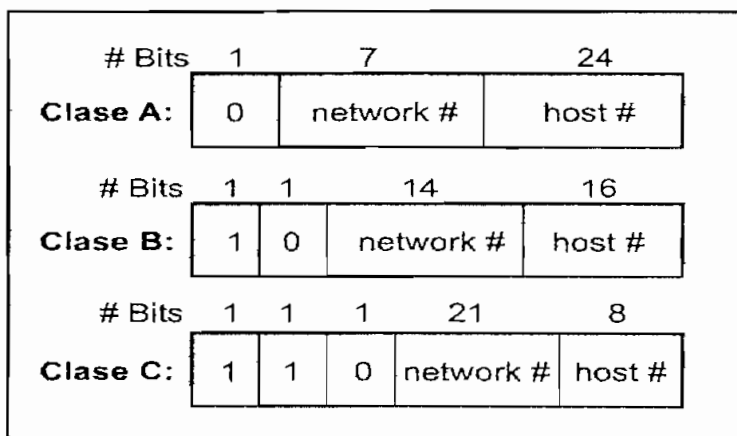 # Bits 1 7 24
Clase A: 0 network # host #
# Bits 1 1 14 16
Clase B: 1 0 network # host #
# Bits 1 1 1 21 8
Clase C: 1 1 0 network # host #